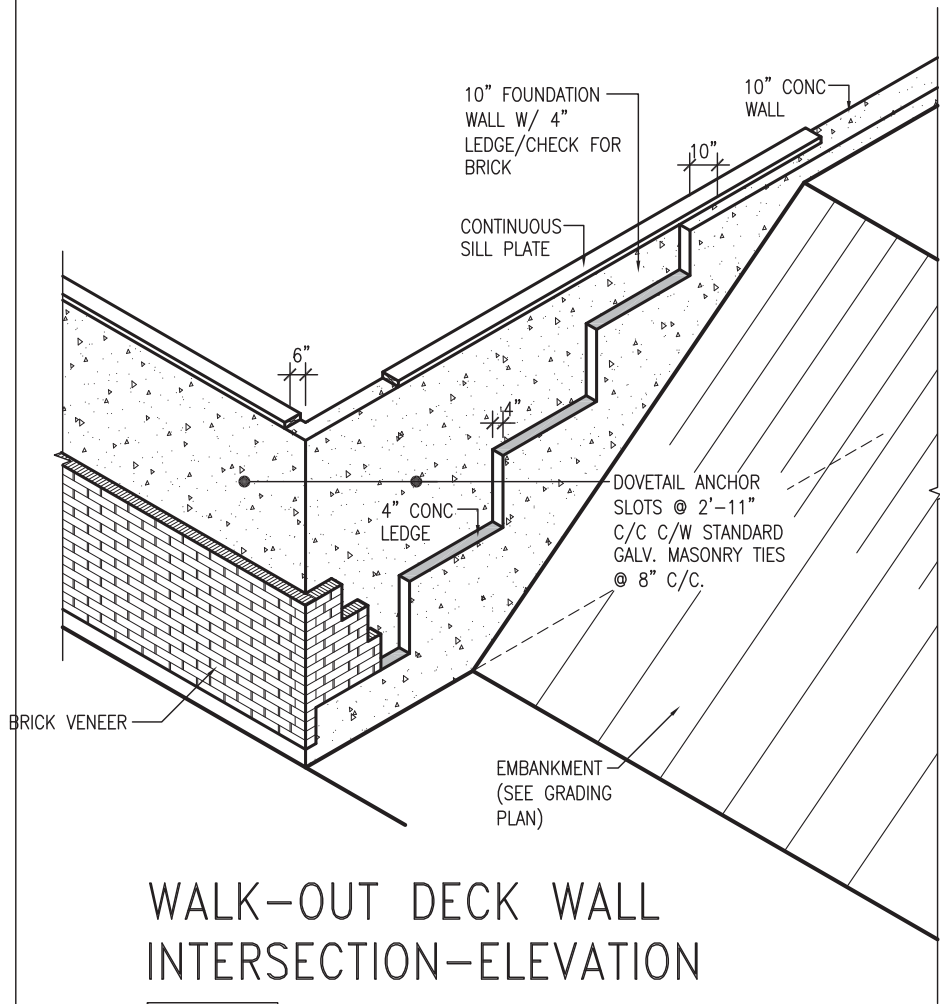 10" FOUNDATION
WALL W/ 4"
LEDGE/CHECK FOR
BRICK
10" CONC
WALL
10"
CONTINUOUS
SILL PLATE
6"
4"
4" CONC
LEDGE
DOVETAIL ANCHOR
SLOTS @ 2'-11"
C/C C/W STANDARD
GALV. MASONRY TIES
@ 8" C/C.
BRICK VENEER
EMBANKMENT
(SEE GRADING
PLAN)
WALK-OUT DECK WALL
INTERSECTION-ELEVATION